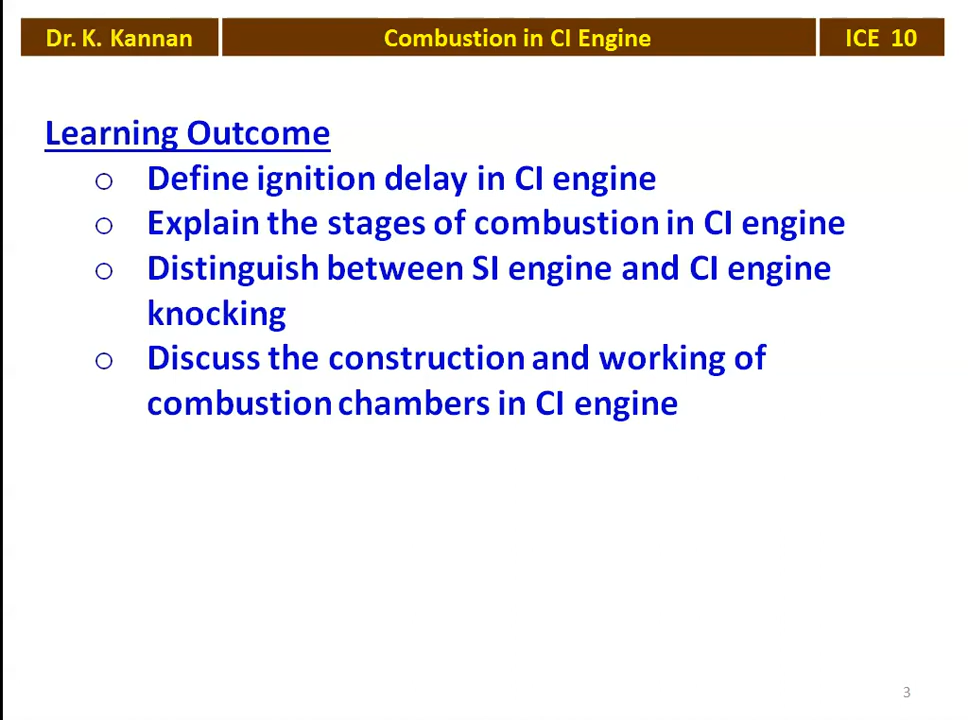 Dr. K. Kannan Combustion in CI Engine ICE 10
Learning Outcome
○ Define ignition delay in CI engine
○ Explain the stages of combustion in CI engine
○ Distinguish between SI engine and CI engine
knocking
○ Discuss the construction and working of
combustion chambers in CI engine
3